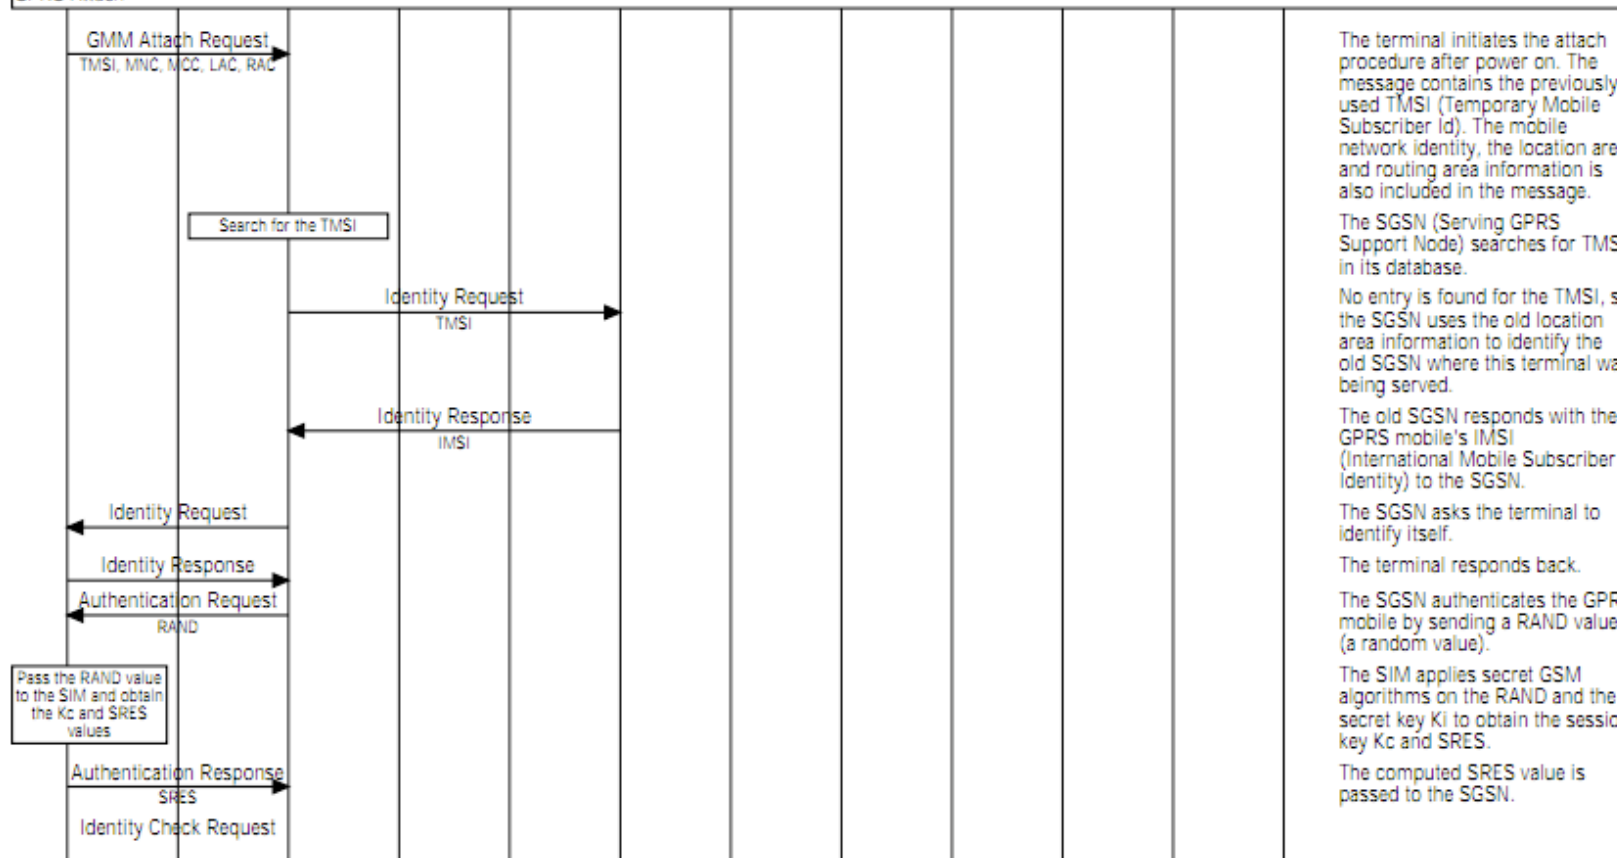 GMM Attach Request
TMSI, MNC, MCC, LAC, RAC
The terminal initiates the attach
procedure after power on. The
message contains the previously
used TMSI (Temporary Mobile
Subscriber Id). The mobile
network identity, the location are
and routing area information is
also included in the message.
Search for the TMSI
The SGSN (Serving GPRS
Support Node) searches for TMS
in its database.
Identity Request
TMSI
No entry is found for the TMSI, s
the SGSN uses the old location
area information to identify the
old SGSN where this terminal wa
being served.
Identity Response
IMSI
The old SGSN responds with the
GPRS mobile's IMSI
(International Mobile Subscriber
Identity) to the SGSN.
Identity Request
The SGSN asks the terminal to
identify itself.
Identity Response
The terminal responds back.
Authentication Request
RAND
The SGSN authenticates the GPR
mobile by sending a RAND value
(a random value).
Pass the RAND value
to the SIM and obtain
the Kc and SRES
values
The SIM applies secret GSM
algorithms on the RAND and the
secret key Ki to obtain the sessio
key Kc and SRES.
Authentication Response
SRES
The computed SRES value is
passed to the SGSN.
Identity Check Request